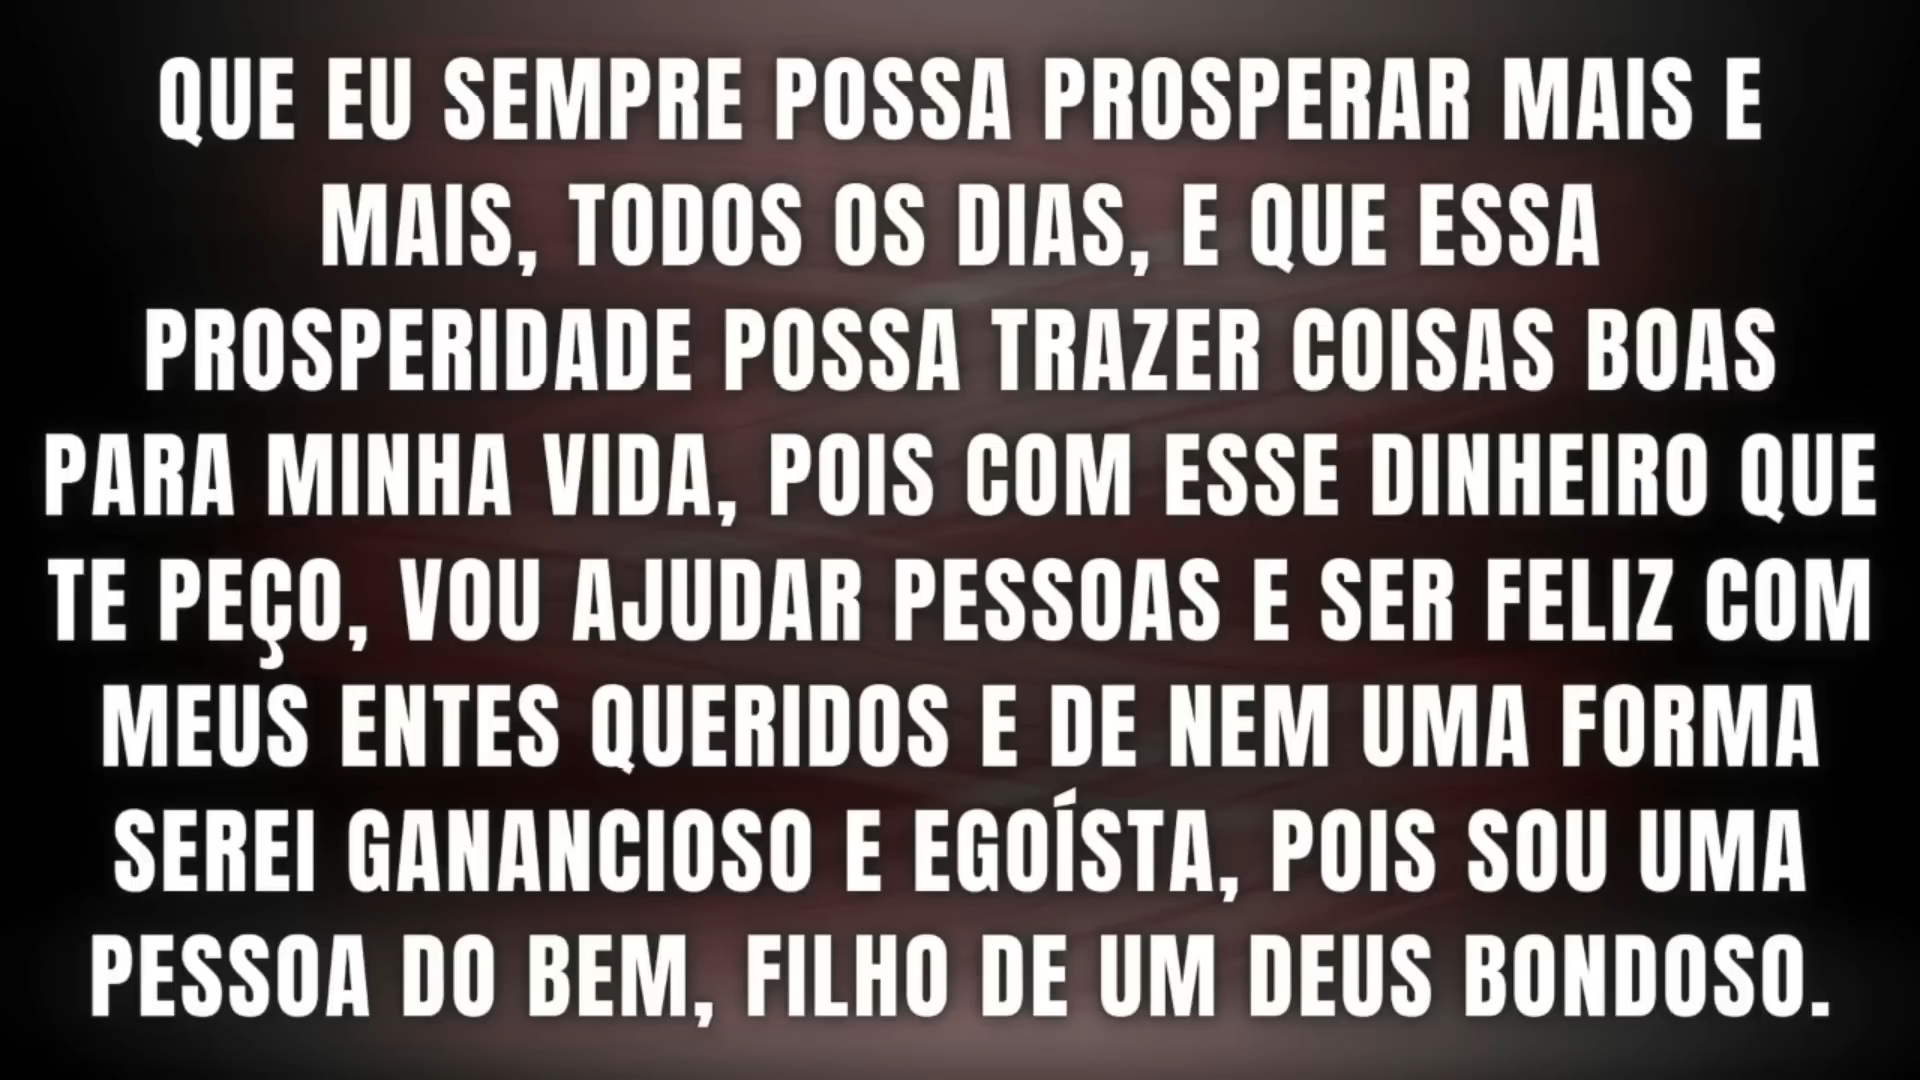 QUE EU SEMPRE POSSA PROSPERAR MAIS E
MAIS, TODOS OS DIAS, E QUE ESSA
PROSPERIDADE POSSA TRAZER COISAS BOAS
PARA MINHA VIDA, POIS COM ESSE DINHEIRO QUE
TE PEÇO, VOU AJUDAR PESSOAS E SER FELIZ COM
MEUS ENTES QUERIDOS E DE NEM UMA FORMA
SEREI GANANCIOSO E EGOÍSTA, POIS SOU UMA
PESSOA DO BEM, FILHO DE UM DEUS BONDOSO.